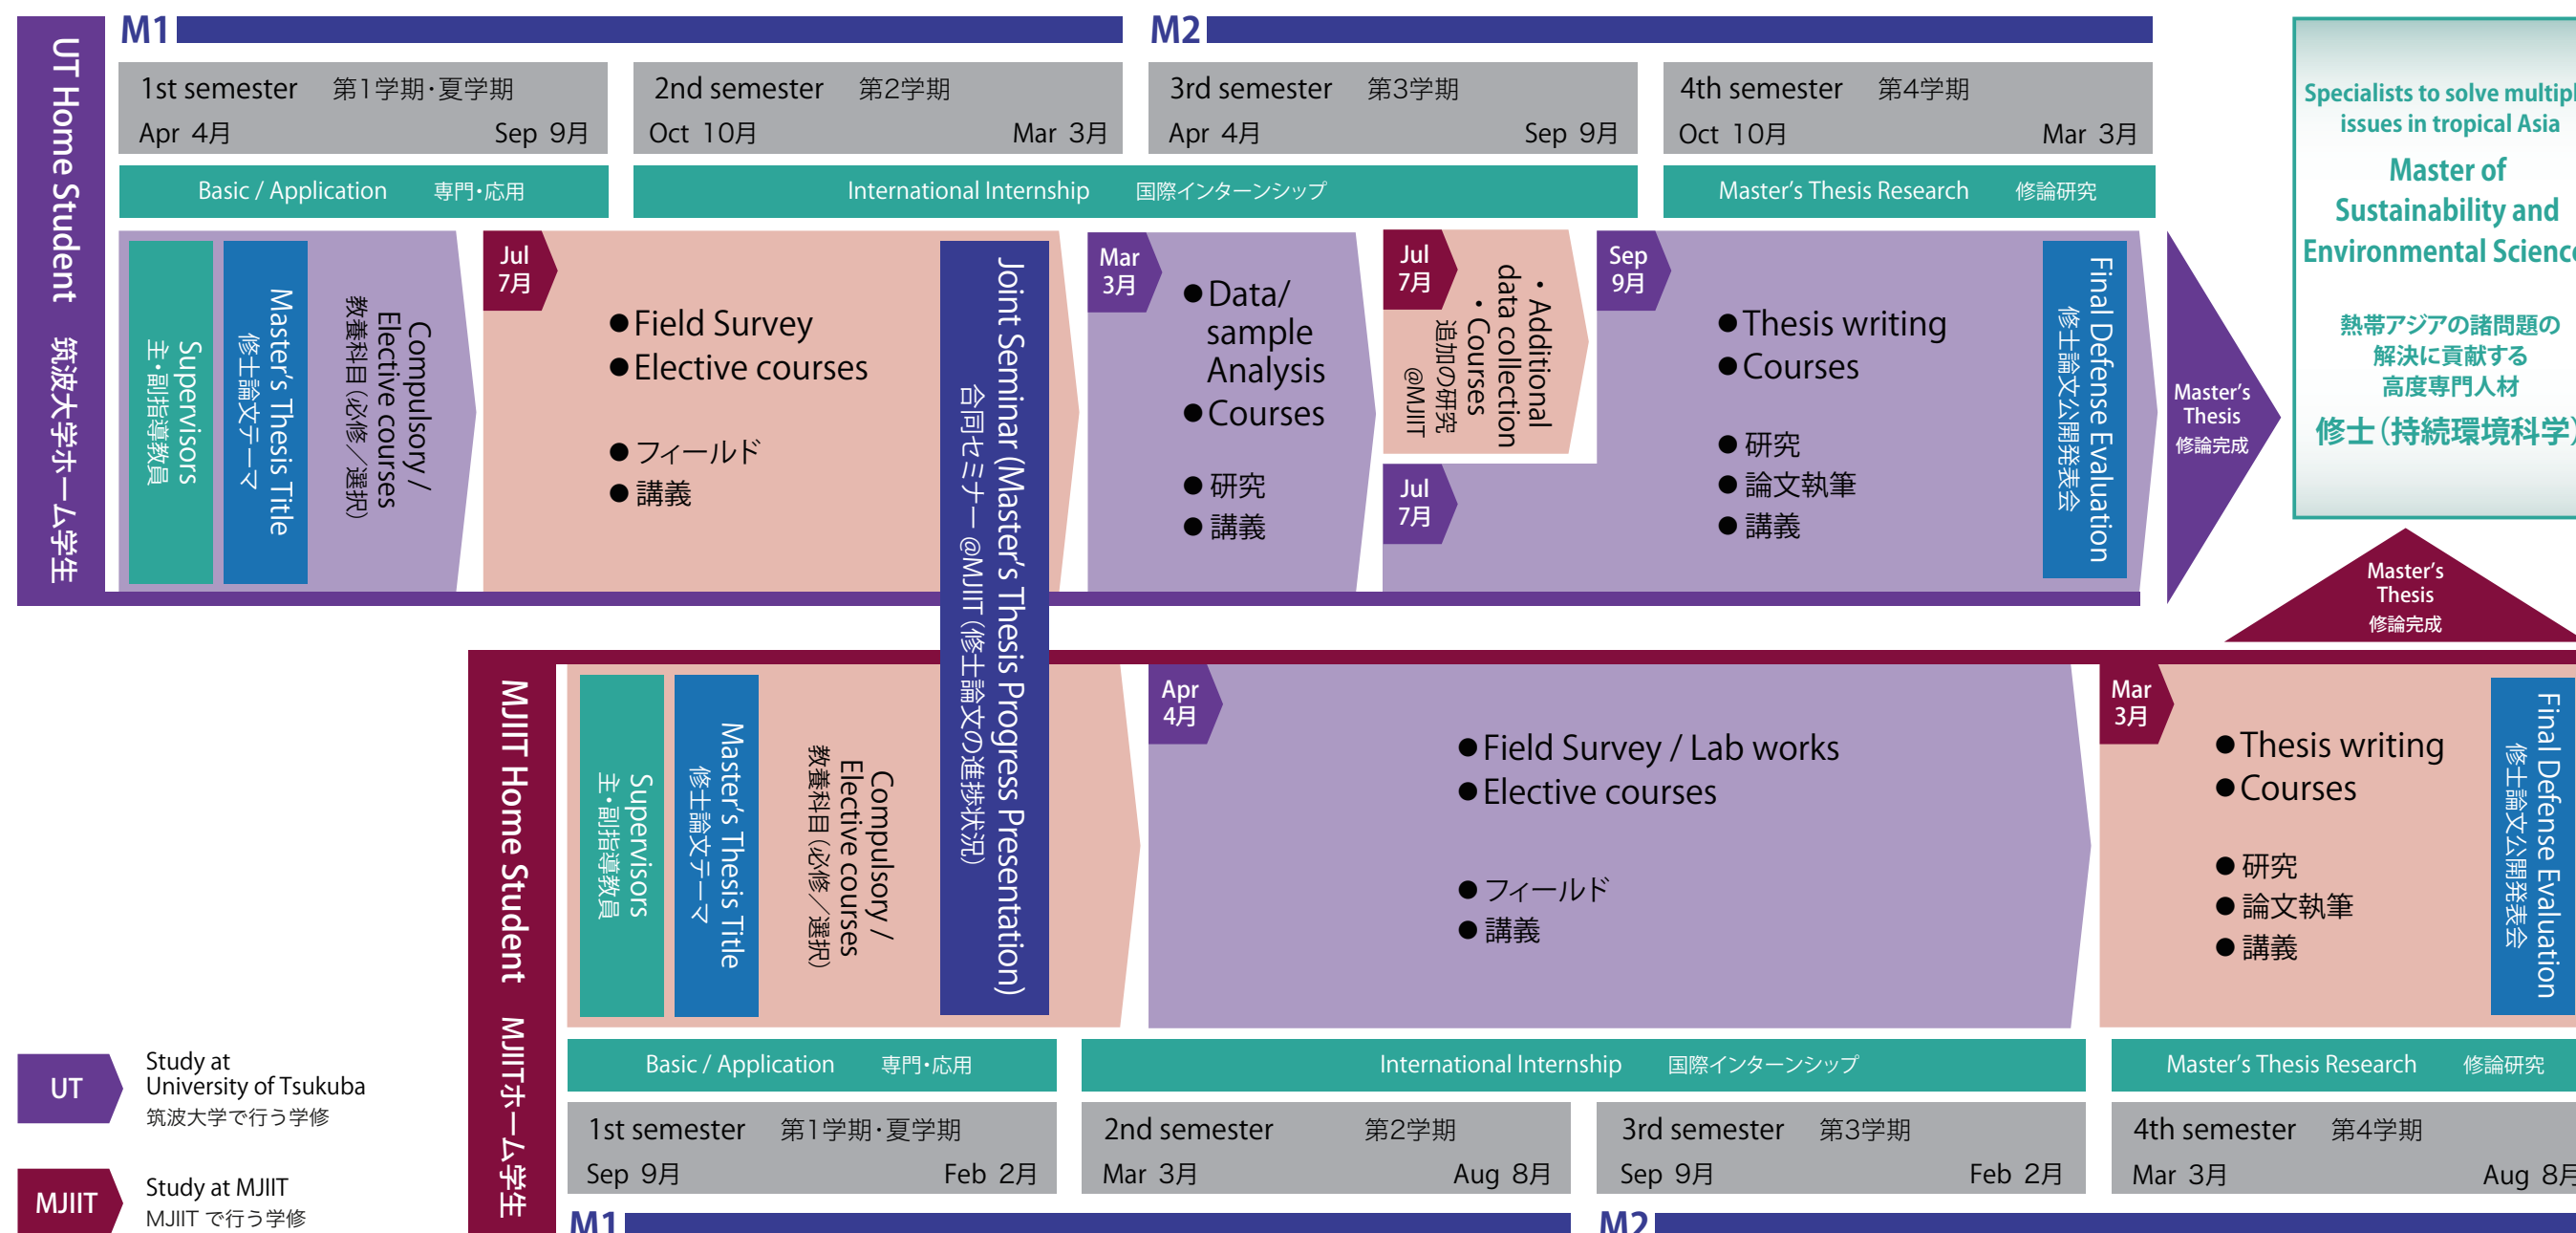 M1
M2
UT Home Student 筑波大学ホーム学生
1st semester 第1学期・夏学期
Apr 4月 Sep 9月
2nd semester 第2学期
Oct 10月 Mar 3月
3rd semester 第3学期
Apr 4月 Sep 9月
4th semester 第4学期
Oct 10月 Mar 3月
Basic / Application 専門・応用
International Internship 国際インターンシップ
Master's Thesis Research 修論研究
Supervisors
主・副指導教員
Master's Thesis Title
修士論文テーマ
Compulsory /
Elective courses
教養科目（必修／選択）
Jul
7月
●Field Survey
●Elective courses
●フィールド
●講義
Joint Seminar (Master's Thesis Progress Presentation)
合同セミナー @MJIIT（修士論文の進捗状況）
Mar
3月
●Data/
sample
Analysis
●Courses
●研究
●講義
Jul
7月
・Additional
data collection
・Courses
追加の研究
@MJIIT
Jul
7月
Sep
9月
●Thesis writing
●Courses
●研究
●論文執筆
●講義
Final Defense Evaluation
修士論文公開発表会
Master's
Thesis
修論完成
Specialists to solve multipl
issues in tropical Asia
Master of
Sustainability and
Environmental Science
熱帯アジアの諸問題の
解決に貢献する
高度専門人材
修士（持続環境科学）
Master's
Thesis
修論完成
MJIIT Home Student MJIITホーム学生
Supervisors
主・副指導教員
Master's Thesis Title
修士論文テーマ
Compulsory /
Elective courses
教養科目（必修／選択）
Apr
4月
●Field Survey / Lab works
●Elective courses
●フィールド
●講義
Mar
3月
●Thesis writing
●Courses
●研究
●論文執筆
●講義
Final Defense Evaluation
修士論文公開発表会
Basic / Application 専門・応用
International Internship 国際インターンシップ
Master's Thesis Research 修論研究
1st semester 第1学期・夏学期
Sep 9月 Feb 2月
2nd semester 第2学期
Mar 3月 Aug 8月
3rd semester 第3学期
Sep 9月 Feb 2月
4th semester 第4学期
Mar 3月 Aug 8月
M1
M2
UT
Study at
University of Tsukuba
筑波大学で行う学修
MJIIT
Study at MJIIT
MJIIT で行う学修